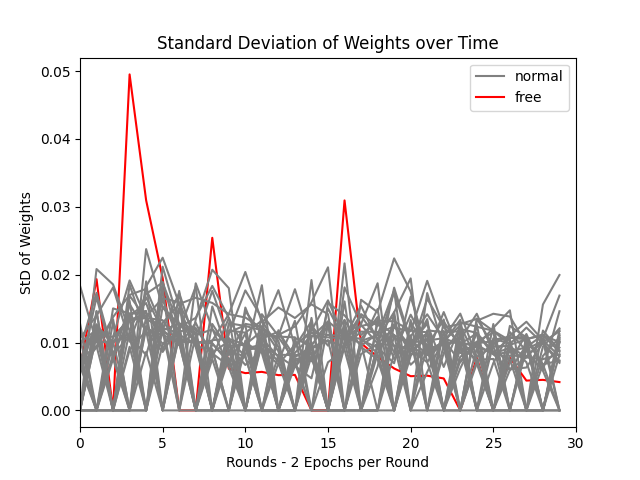 Standard Deviation of Weights over Time
normal
free
StD of Weights
0.05
0.04
0.03
0.02
0.01
0.00
0 5 10 15 20 25 30
Rounds - 2 Epochs per Round